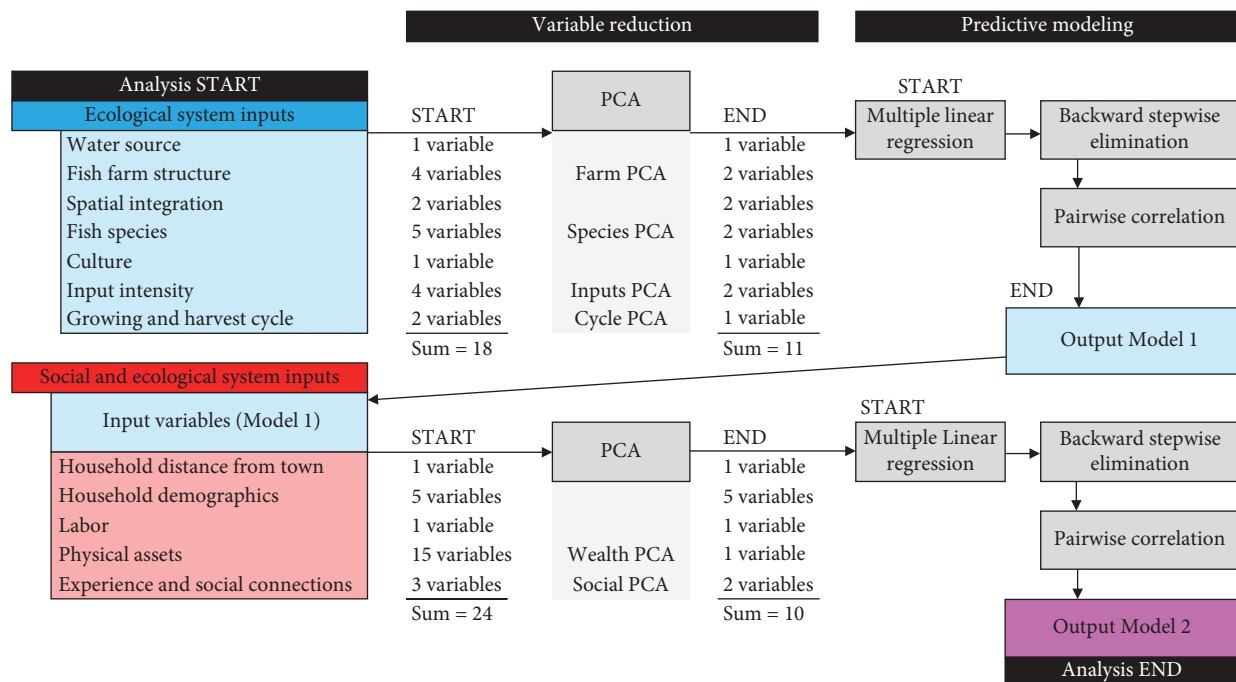 Variable reduction
Predictive modeling
Analysis START
Ecological system inputs
Water source
Fish farm structure
Spatial integration
Fish species
Culture
Input intensity
Growing and harvest cycle
START
1 variable
4 variables
2 variables
5 variables
1 variable
4 variables
2 variables
Sum = 18
PCA
Farm PCA
Species PCA
Inputs PCA
Cycle PCA
END
1 variable
2 variables
2 variables
2 variables
1 variable
2 variables
1 variable
Sum = 11
START
Multiple linear
regression
Backward stepwise
elimination
Pairwise correlation
END
Output Model 1
Social and ecological system inputs
Input variables (Model 1)
Household distance from town
Household demographics
Labor
Physical assets
Experience and social connections
START
1 variable
5 variables
1 variable
15 variables
3 variables
Sum = 24
PCA
Wealth PCA
Social PCA
END
1 variable
5 variables
1 variable
1 variable
2 variables
Sum = 10
START
Multiple Linear
regression
Backward stepwise
elimination
Pairwise correlation
Output Model 2
Analysis END